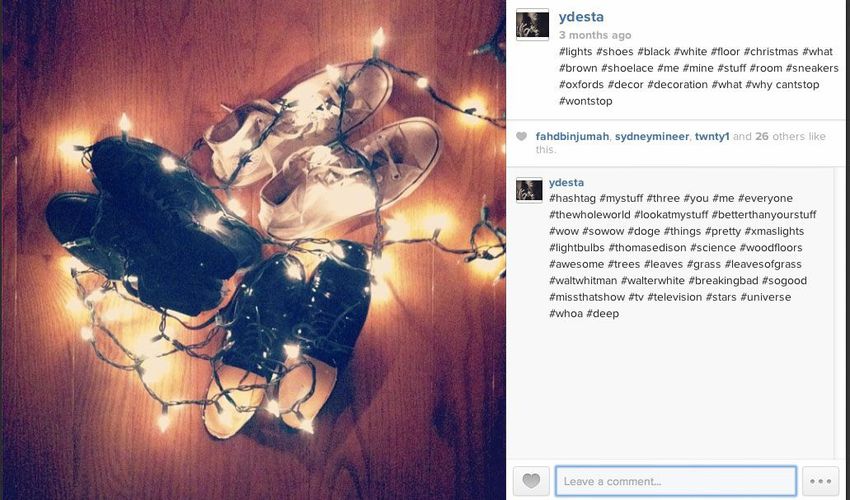 ydesta
3 months ago
#lights #shoes #black #white #floor #christmas #what
#brown #shoelace #me #mine #stuff #room #sneakers
#oxfords #decor #decoration #what #why cantstop
#wontstop
fahdbinjumah, sydneymineer, twnty1 and 26 others like
this.
ydesta
#hashtag #mystuff #three #you #me #everyone
#thewholeworld #lookatmystuff #betterthanyourstuff
#wow #sowow #doge #things #pretty #xmaslights
#lightbulbs #thomasedison #science #woodfloors
#awesome #trees #leaves #grass #leavesofgrass
#waltwhitman #walterwhite #breakingbad #sogood
#missthatshow #tv #television #stars #universe
#whoa #deep
Leave a comment...